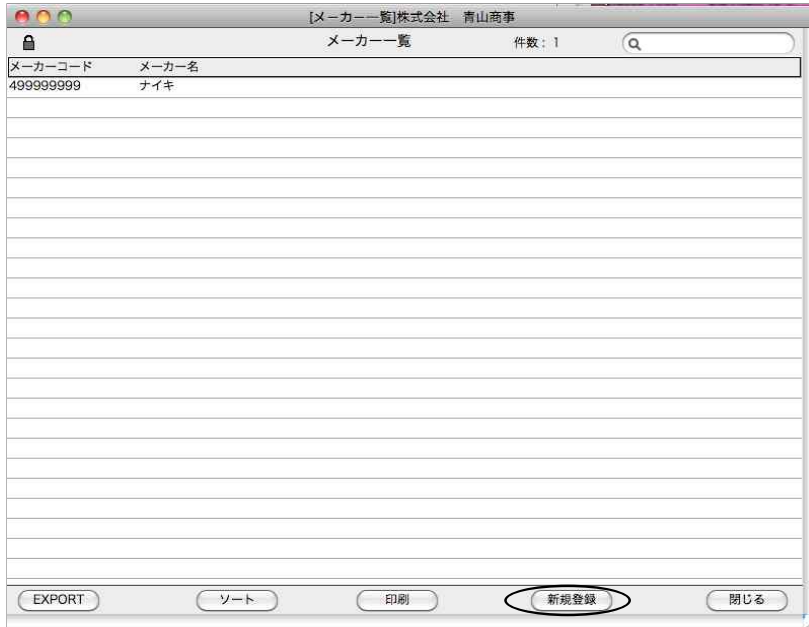 [メーカー一覧]株式会社　青山商事
メーカー一覧 件数： 1
メーカーコード メーカー名
499999999 ナイキ
EXPORT ソート 印刷 新規登録 閉じる